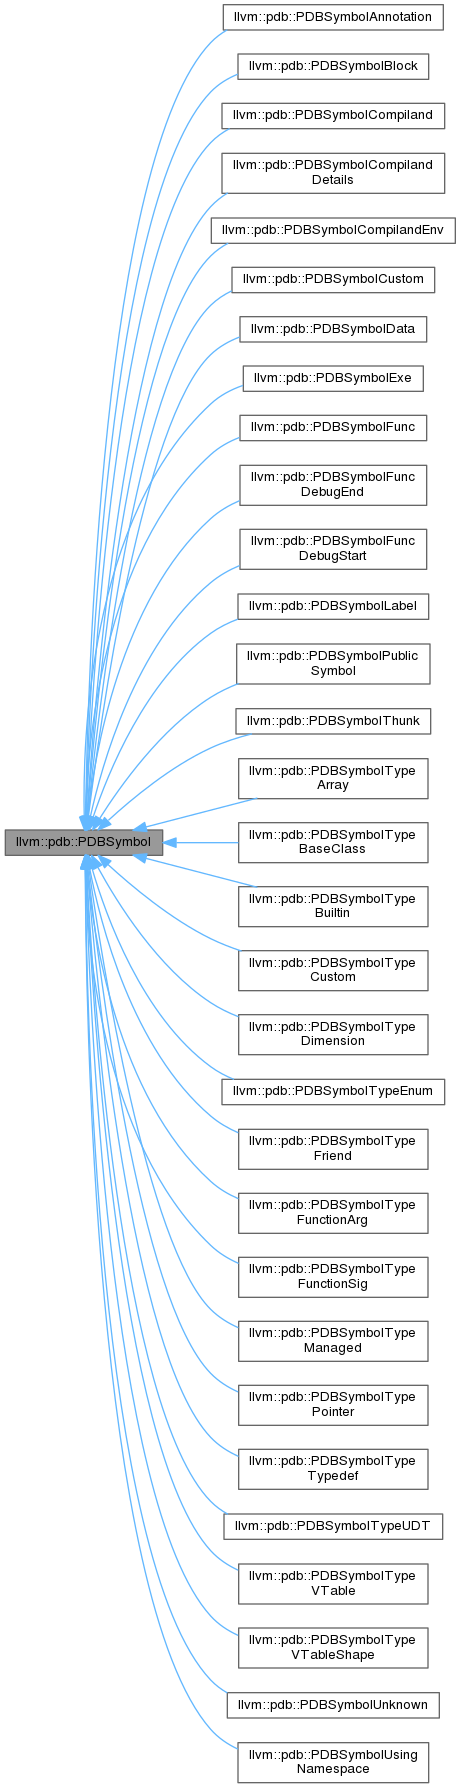 llvm::pdb::PDBSymbolAnnotation
llvm::pdb::PDBSymbolBlock
llvm::pdb::PDBSymbolCompiland
llvm::pdb::PDBSymbolCompiland
Details
llvm::pdb::PDBSymbolCompilandEnv
llvm::pdb::PDBSymbolCustom
llvm::pdb::PDBSymbolData
llvm::pdb::PDBSymbolExe
llvm::pdb::PDBSymbolFunc
llvm::pdb::PDBSymbolFunc
DebugEnd
llvm::pdb::PDBSymbolFunc
DebugStart
llvm::pdb::PDBSymbolLabel
llvm::pdb::PDBSymbolPublic
Symbol
llvm::pdb::PDBSymbolThunk
llvm::pdb::PDBSymbolType
Array
llvm::pdb::PDBSymbol
llvm::pdb::PDBSymbolType
BaseClass
llvm::pdb::PDBSymbolType
Builtin
llvm::pdb::PDBSymbolType
Custom
llvm::pdb::PDBSymbolType
Dimension
llvm::pdb::PDBSymbolTypeEnum
llvm::pdb::PDBSymbolType
Friend
llvm::pdb::PDBSymbolType
FunctionArg
llvm::pdb::PDBSymbolType
FunctionSig
llvm::pdb::PDBSymbolType
Managed
llvm::pdb::PDBSymbolType
Pointer
llvm::pdb::PDBSymbolType
Typedef
llvm::pdb::PDBSymbolTypeUDT
llvm::pdb::PDBSymbolType
VTable
llvm::pdb::PDBSymbolType
VTableShape
llvm::pdb::PDBSymbolUnknown
llvm::pdb::PDBSymbolUsing
Namespace